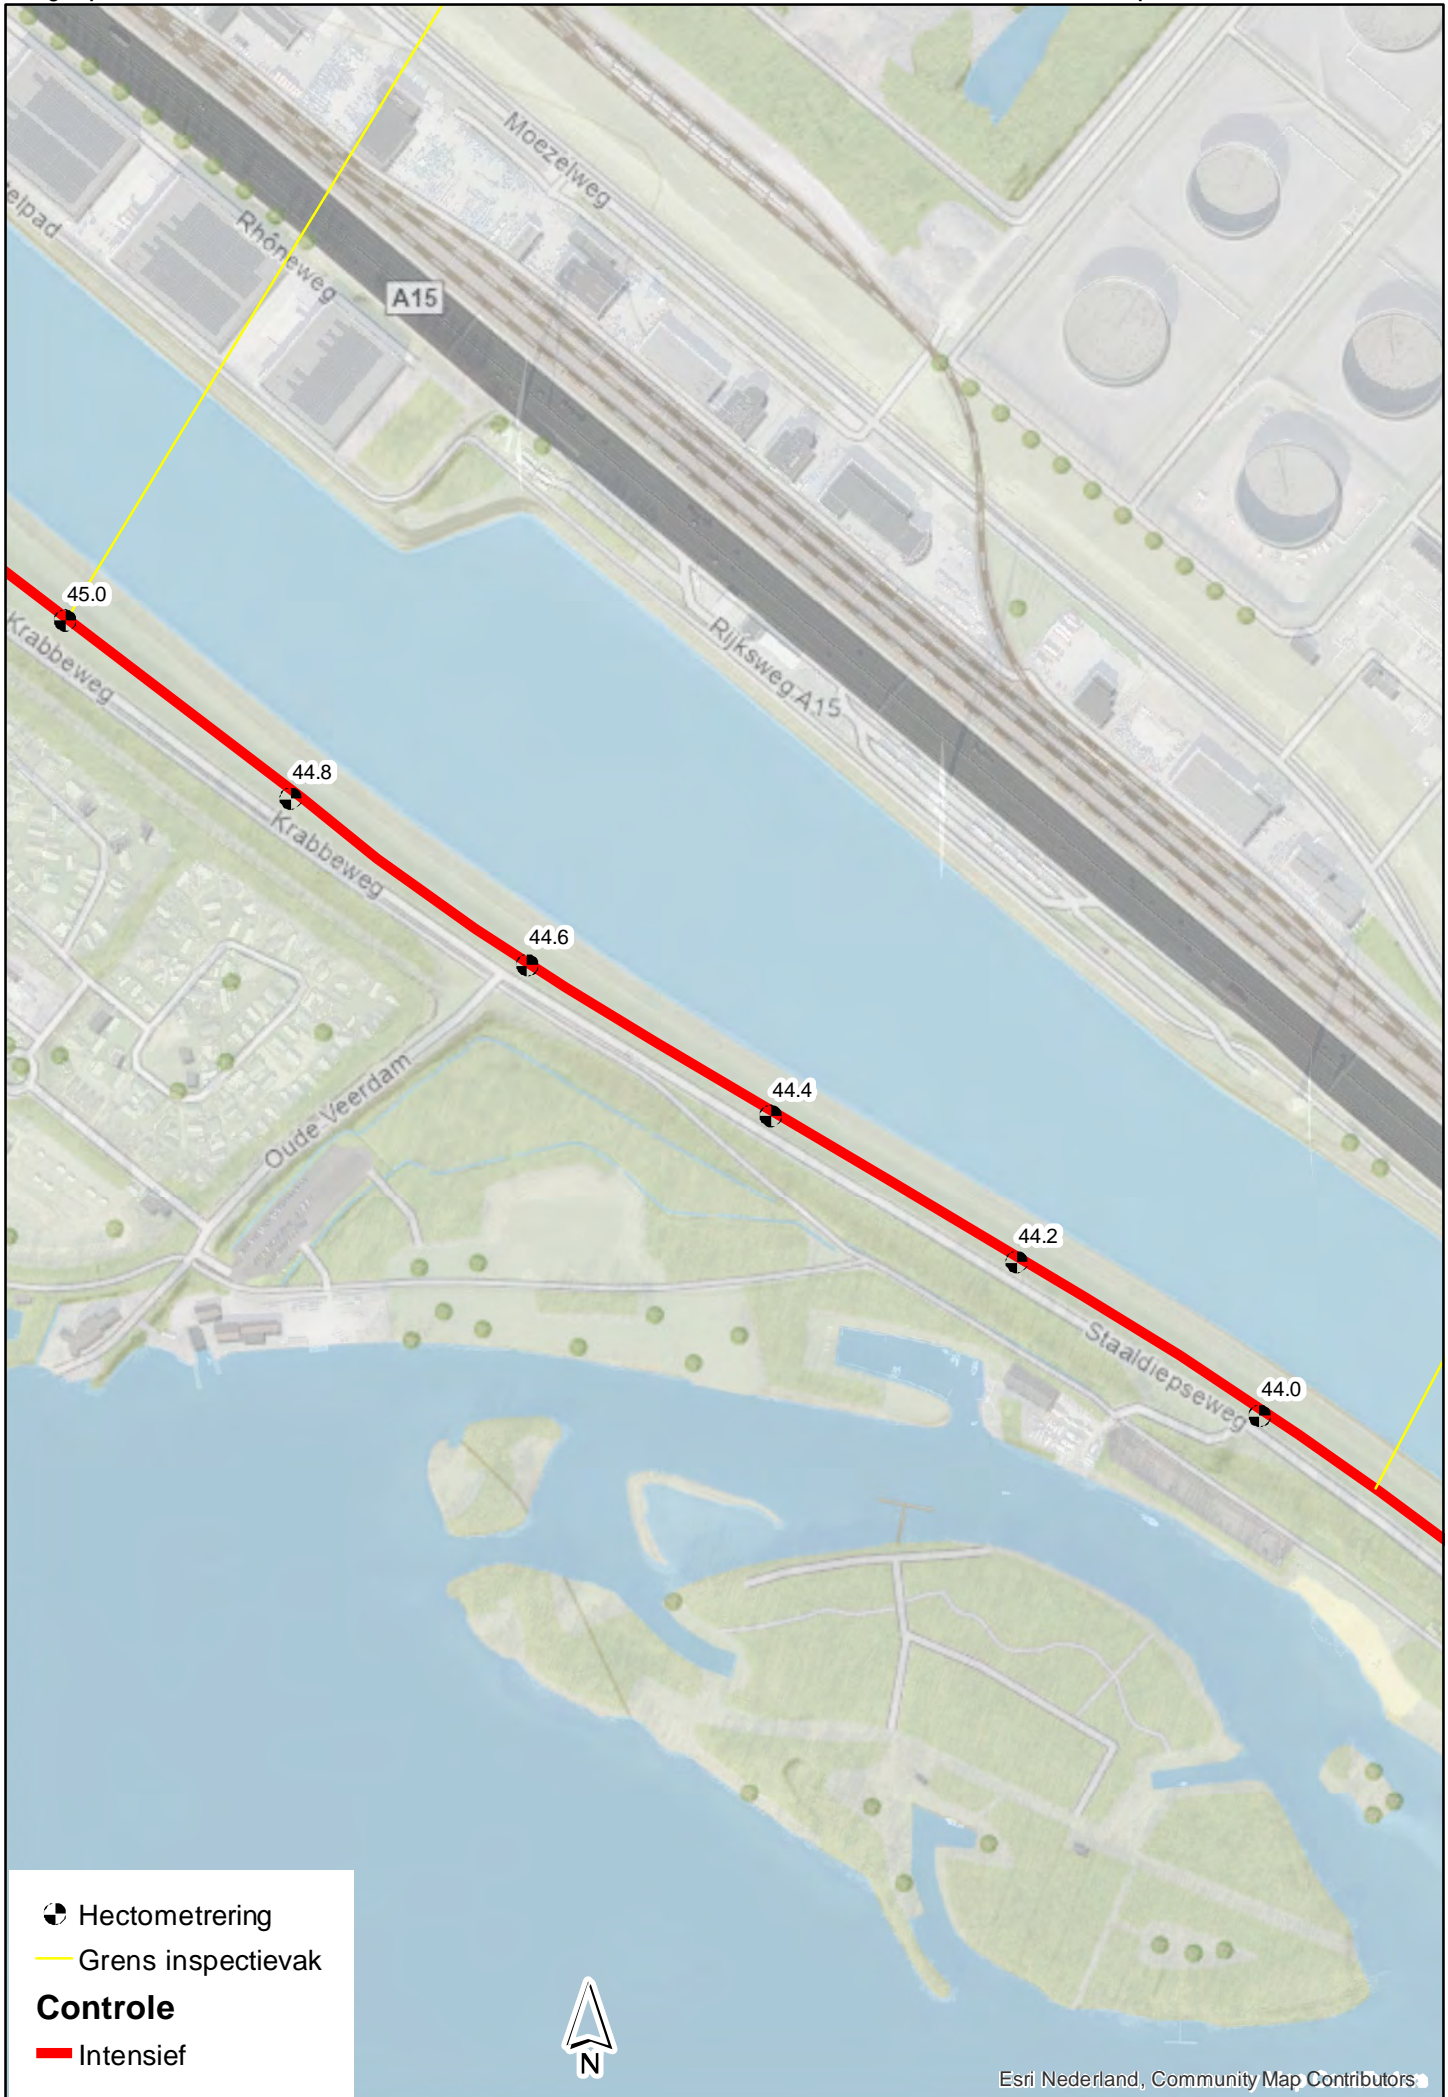 Moezelweg
elpad
Rhôneweg
A15
45.0
Krabbeweg
Rijksweg A15
44.8
Krabbeweg
44.6
44.4
Oude Veerdam
44.2
Staaldiepseweg
44.0
Hectometrering
Grens inspectievak
Controle
Intensief
N
Esri Nederland, Community Map Contributors